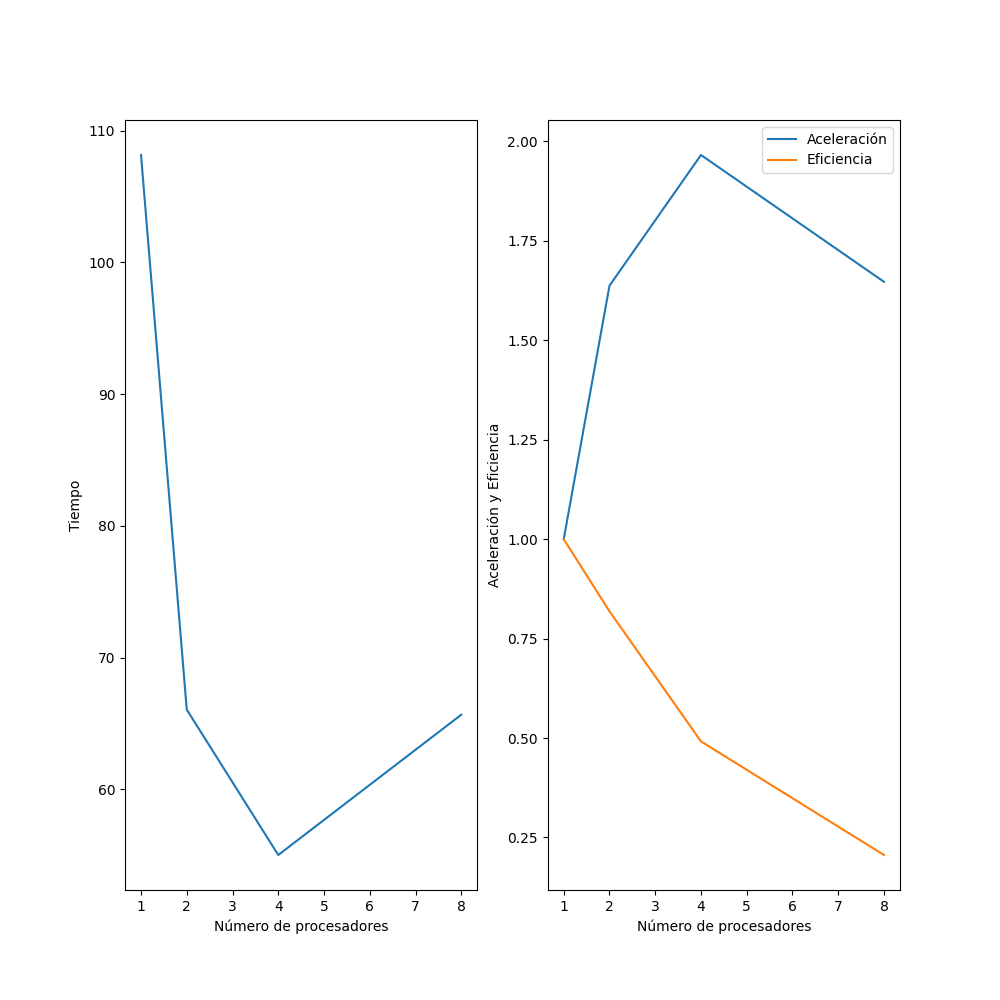 110
100
90
80
70
60
Tiempo
1 2 3 4 5 6 7 8
Número de procesadores
2.00
1.75
1.50
1.25
1.00
0.75
0.50
0.25
Aceleración y Eficiencia
Aceleración
Eficiencia
1 2 3 4 5 6 7 8
Número de procesadores